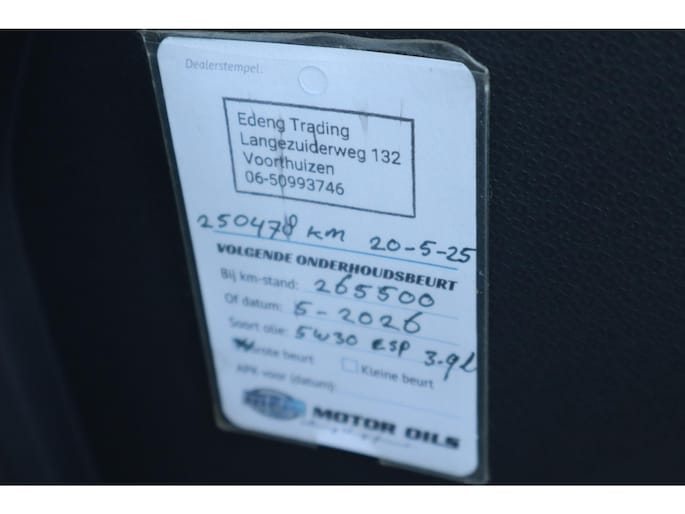 Dealerstempel:
Edeng Trading
Langezuiderweg 132
Voorthuizen
06-50993746
250478 KM 20-5-25
VOLGENDE ONDERHOUDSBEURT
Bij km-stand: 265500
Of datum: 5-2026
Soort olie: 5W30 ESP 3.9L
Grote beurt Kleine beurt
APK voor (datum):
MOTOR OILS